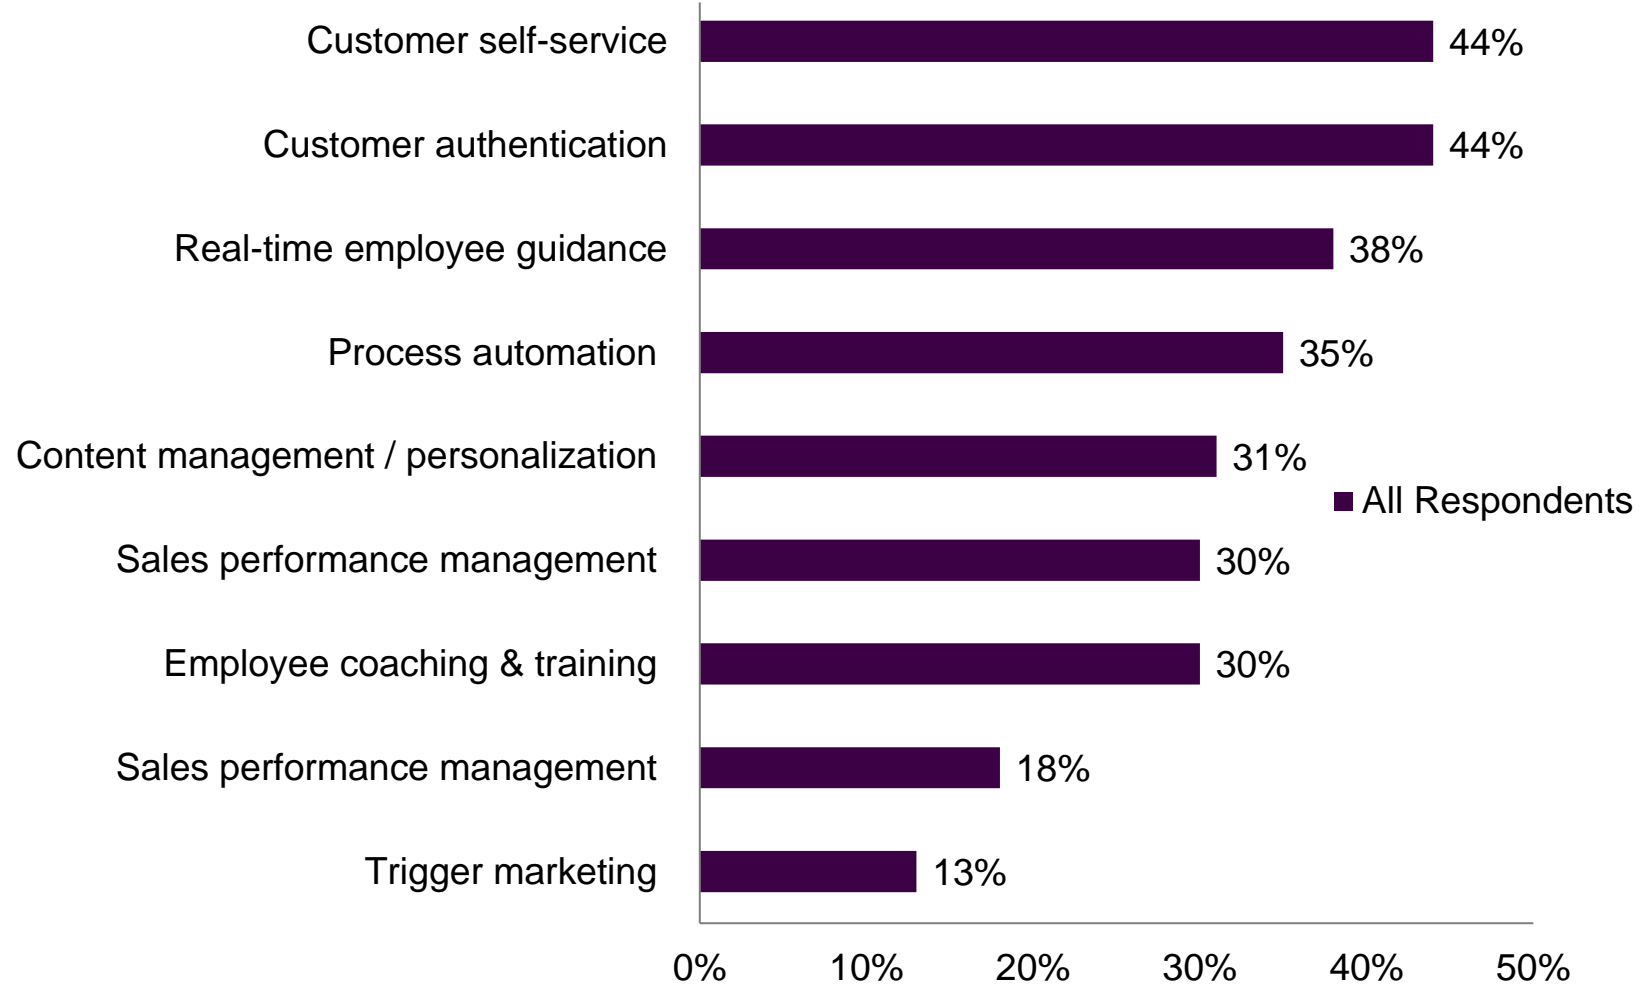 Customer self-service 44%
Customer authentication 44%
Real-time employee guidance 38%
Process automation 35%
Content management / personalization 31%
All Respondents
Sales performance management 30%
Employee coaching & training 30%
Sales performance management 18%
Trigger marketing 13%
0% 10% 20% 30% 40% 50%